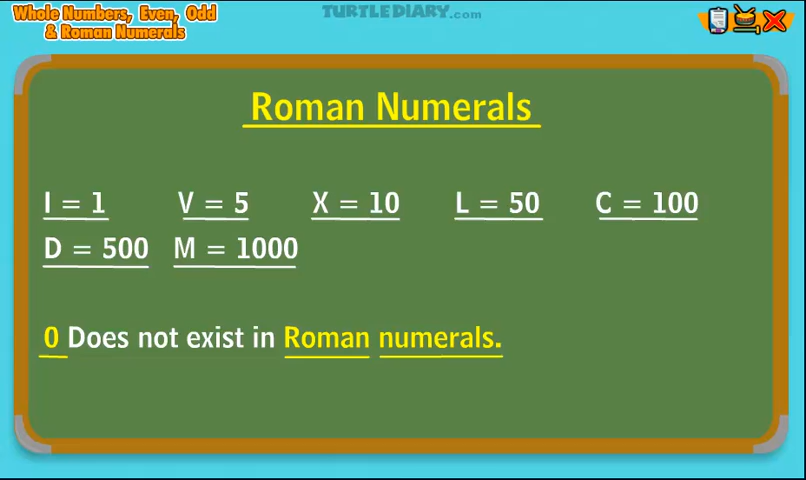 Whole Numbers, Even, Odd
& Roman Numerals
TURTLEDIARY.com
Roman Numerals
I = 1 V = 5 X = 10 L = 50 C = 100
D = 500 M = 1000
0 Does not exist in Roman numerals.